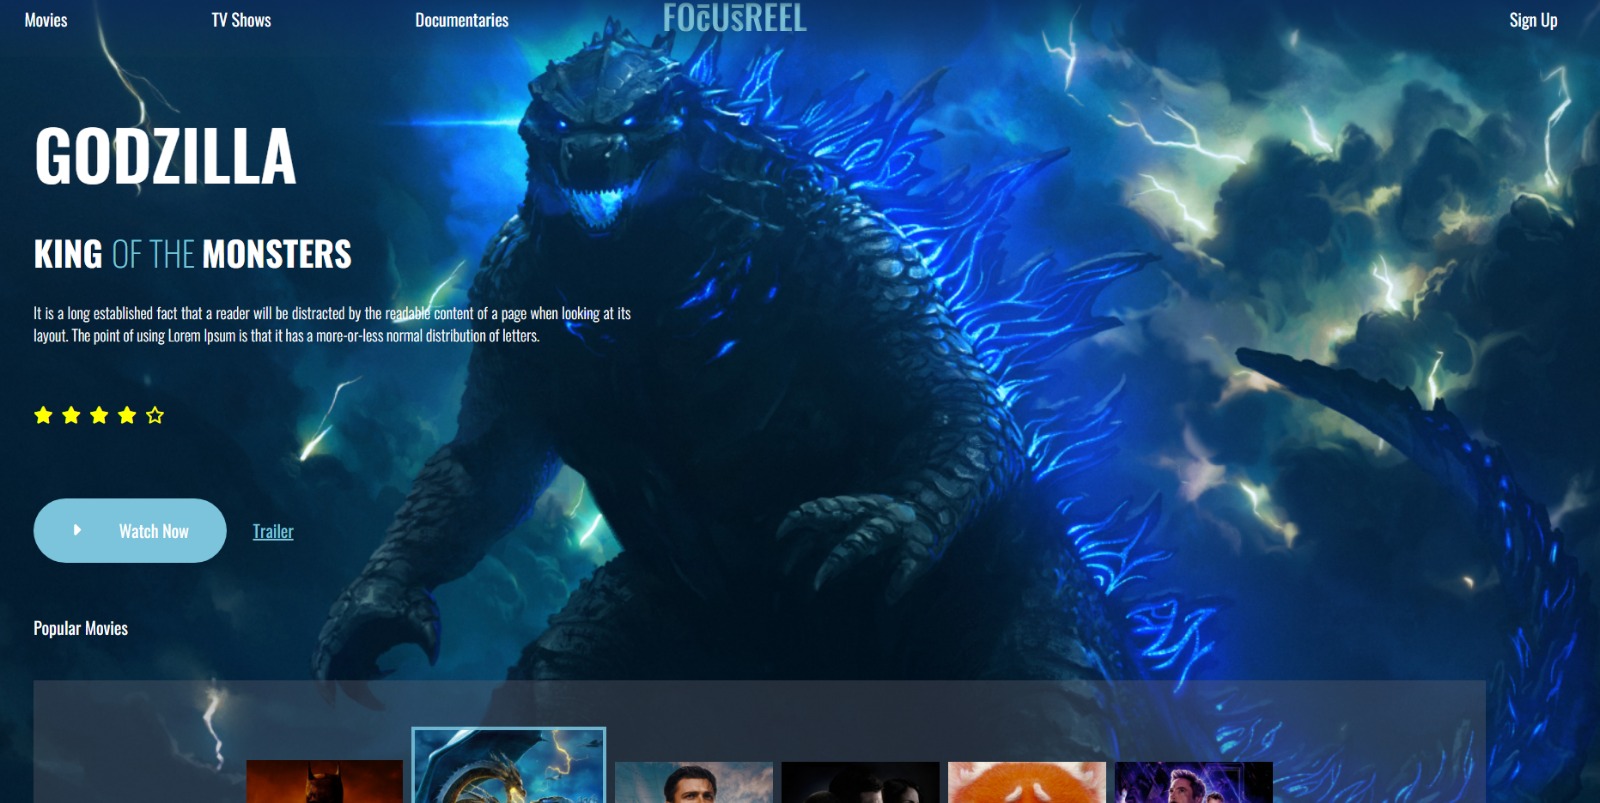 Movies
TV Shows
Documentaries
FOCUSREEL
Sign Up
GODZILLA
KING OF THE MONSTERS
It is a long established fact that a reader will be distracted by the readable content of a page when looking at its
layout. The point of using Lorem Ipsum is that it has a more-or-less normal distribution of letters.
Watch Now
Trailer
Popular Movies